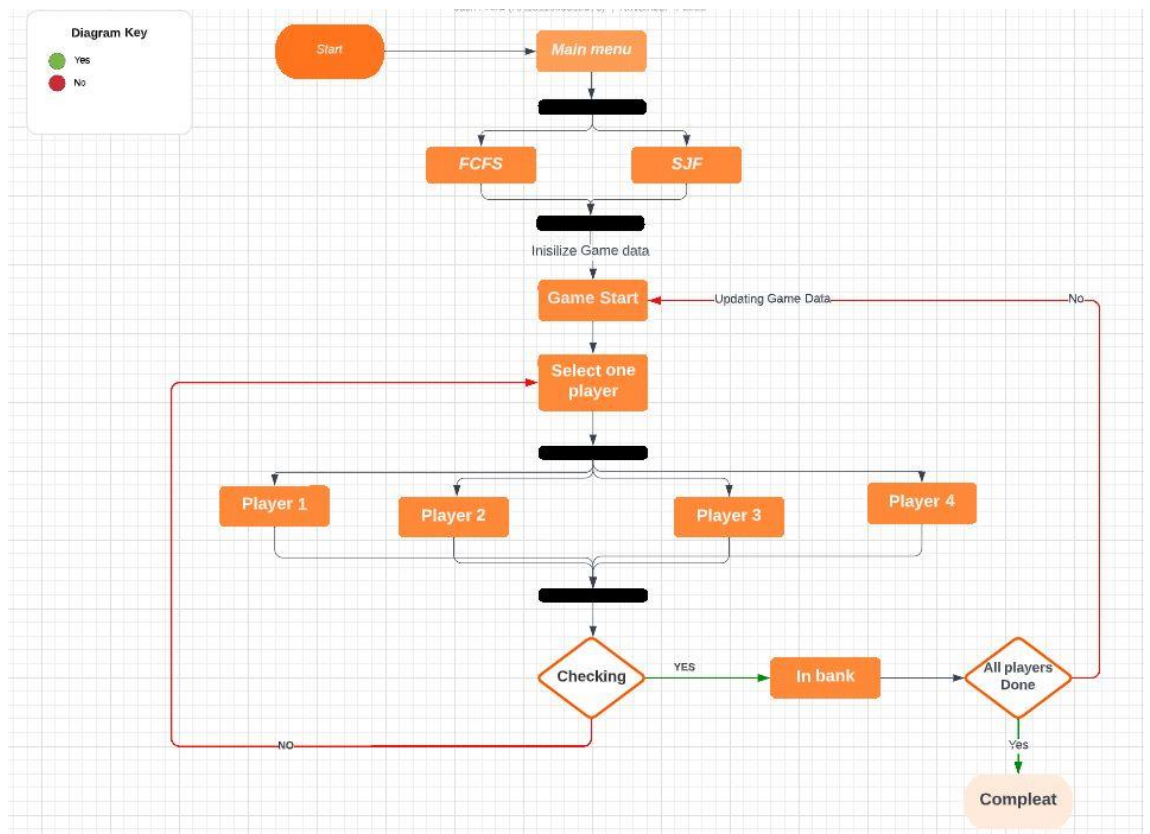 Diagram Key
Yes
No
Start
Main menu
FCFS
SJF
Inisilize Game data
Game Start
Updating Game Data
No
Select one
player
Player 1
Player 2
Player 3
Player 4
Checking
YES
In bank
All players
Done
NO
Yes
Compleat